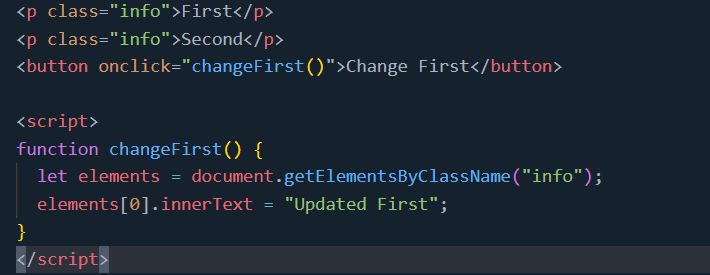 <p class="info">First</p>
<p class="info">Second</p>
<button onclick="changeFirst()">Change First</button>
<script>
function changeFirst() {
let elements = document.getElementsByClassName("info");
elements[0].innerText = "Updated First";
}
</script>